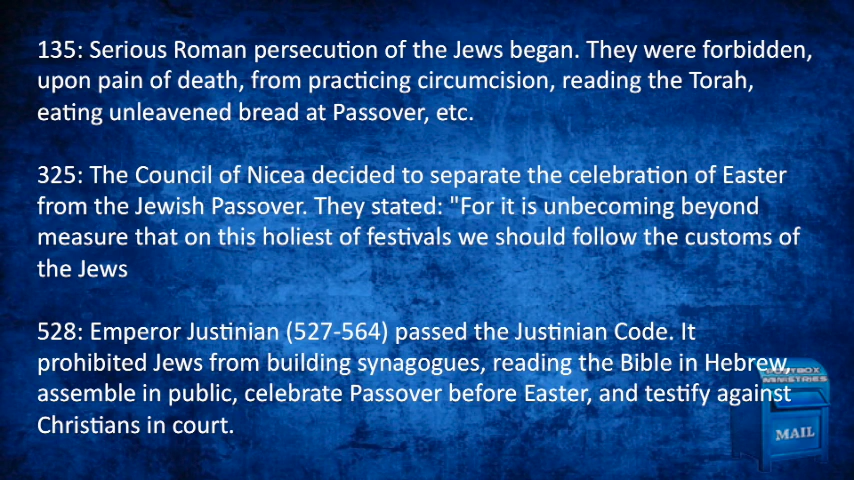 135: Serious Roman persecution of the Jews began. They were forbidden,
upon pain of death, from practicing circumcision, reading the Torah,
eating unleavened bread at Passover, etc.
325: The Council of Nicea decided to separate the celebration of Easter
from the Jewish Passover. They stated: "For it is unbecoming beyond
measure that on this holiest of festivals we should follow the customs of
the Jews
528: Emperor Justinian (527-564) passed the Justinian Code. It
prohibited Jews from building synagogues, reading the Bible in Hebrew,
assemble in public, celebrate Passover before Easter, and testify against
Christians in court.
MINISTRIES
MAIL